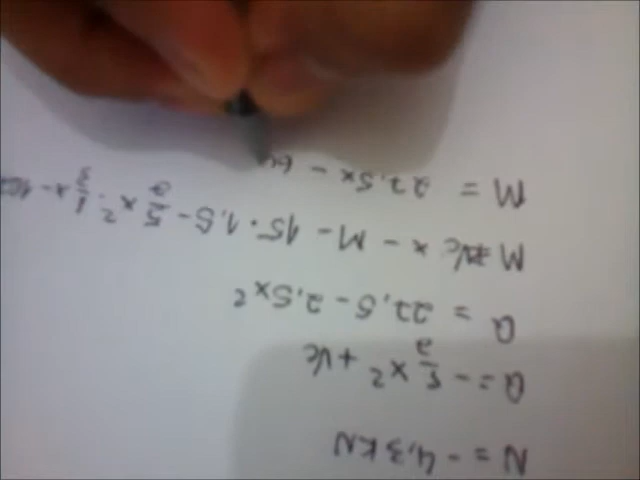 N = - 4,3 kN
Q = - 5/2 x² + Vc
Q = 22,5 - 2,5x²
M = Vc x - M - 15 · 1,5 - 5/2 x² · 1/3 x -
M = 22,5x -